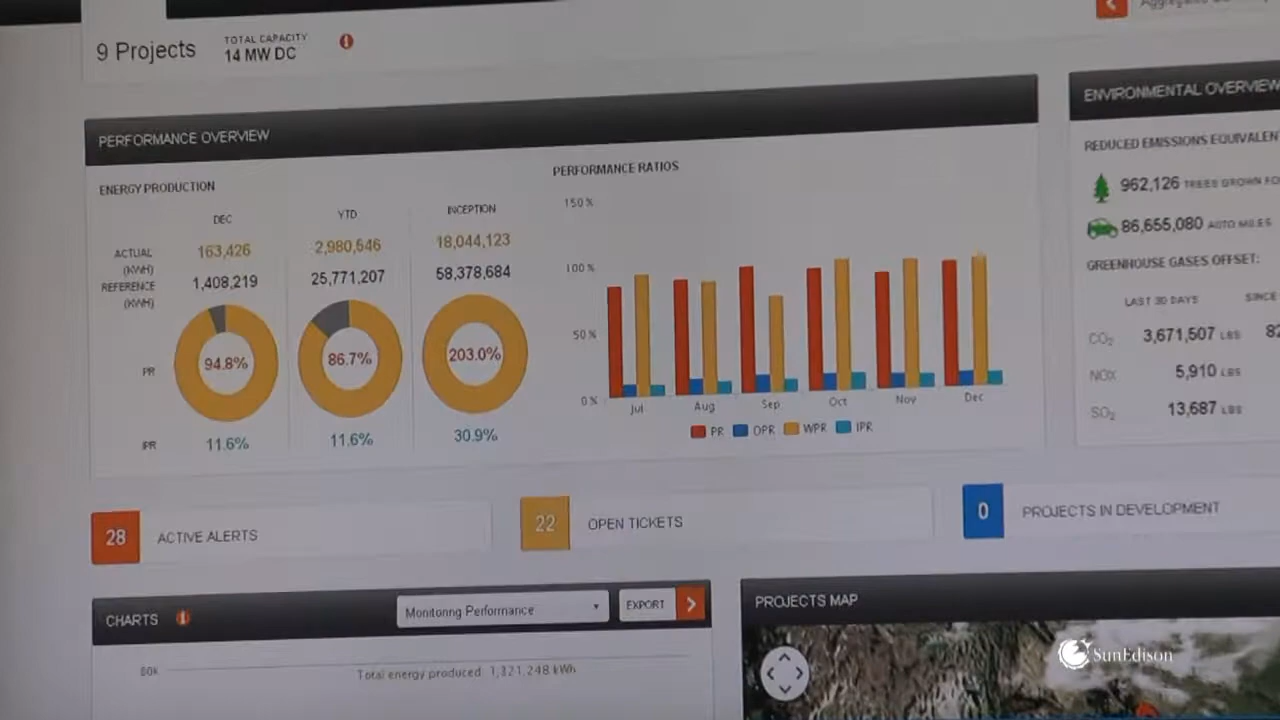 9 Projects
TOTAL CAPACITY
14 MW DC
PERFORMANCE OVERVIEW
ENERGY PRODUCTION
DEC
YTD
INCEPTION
ACTUAL
(KWH)
163,426
2,980,546
18,044,123
REFERENCE
(KWH)
1,408,219
25,771,207
58,378,684
PR
94.8%
86.7%
203.0%
IPR
11.6%
11.6%
30.9%
PERFORMANCE RATIOS
150 %
100 %
50 %
0 %
Jul
Aug
Sep
Oct
Nov
Dec
PR
OPR
WPR
IPR
ENVIRONMENTAL OVERVIEW
REDUCED EMISSIONS EQUIVALEN
962,126 TREES GROWN FO
86,655,080 AUTO MILES
GREENHOUSE GASES OFFSET:
LAST 30 DAYS
SINCE
CO2
3,671,507 LBS
82
NOX
5,910 LBS
SO2
13,687 LBS
28
ACTIVE ALERTS
22
OPEN TICKETS
0
PROJECTS IN DEVELOPMENT
CHARTS
Monitoring Performance
EXPORT
80k
Total energy produced: 1,321,248 kWh
PROJECTS MAP
SunEdison